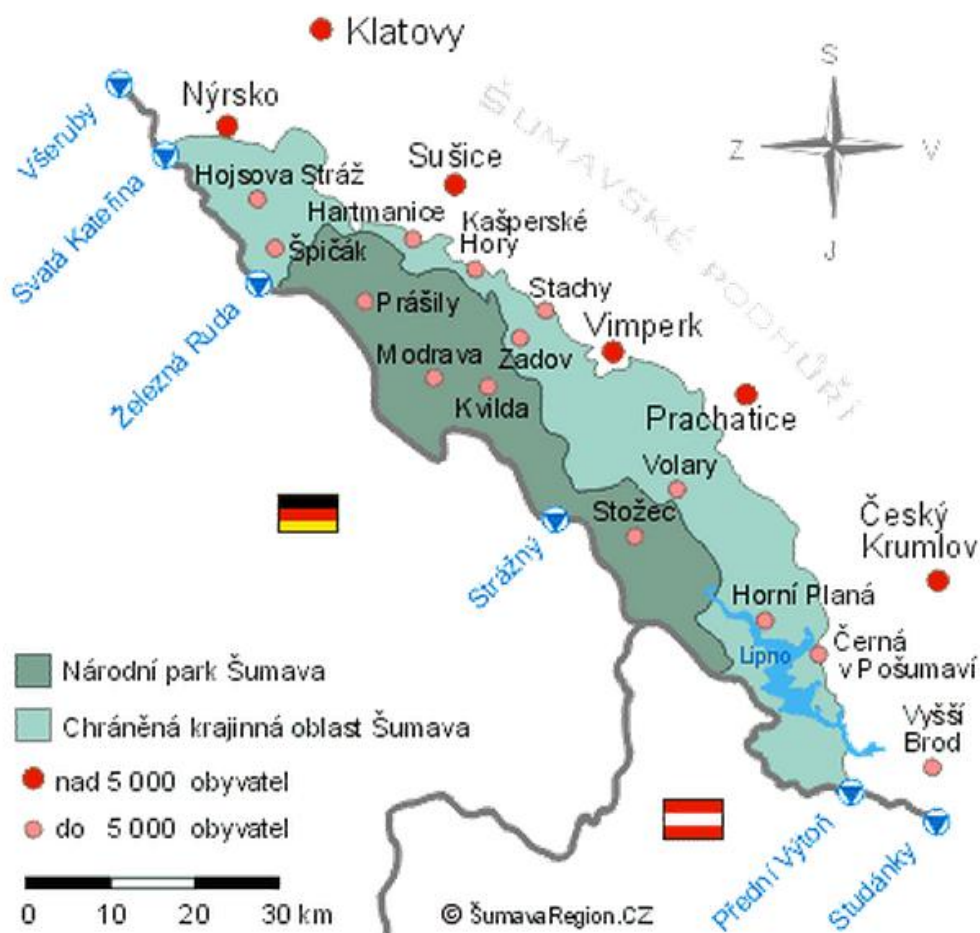 Klatovy
S
Z
V
J
Nýrsko
Všeruby
ŠUMAVSKÉ PODHŮŘÍ
Sušice
Svatá Kateřina
Hojsova Stráž
Hartmanice
Kašperské
Hory
Špičák
Železná Ruda
Prášily
Stachy
Vimperk
Modrava
Zadov
Kvilda
Prachatice
Volary
Strážný
Stožec
Český
Krumlov
Horní Planá
Lipno
Černá
v Pošumaví
Vyšší
Brod
Přední Výtoň
Studánky
Národní park Šumava
Chráněná krajinná oblast Šumava
nad 5 000 obyvatel
do 5 000 obyvatel
0 10 20 30 km
© ŠumavaRegion.CZ